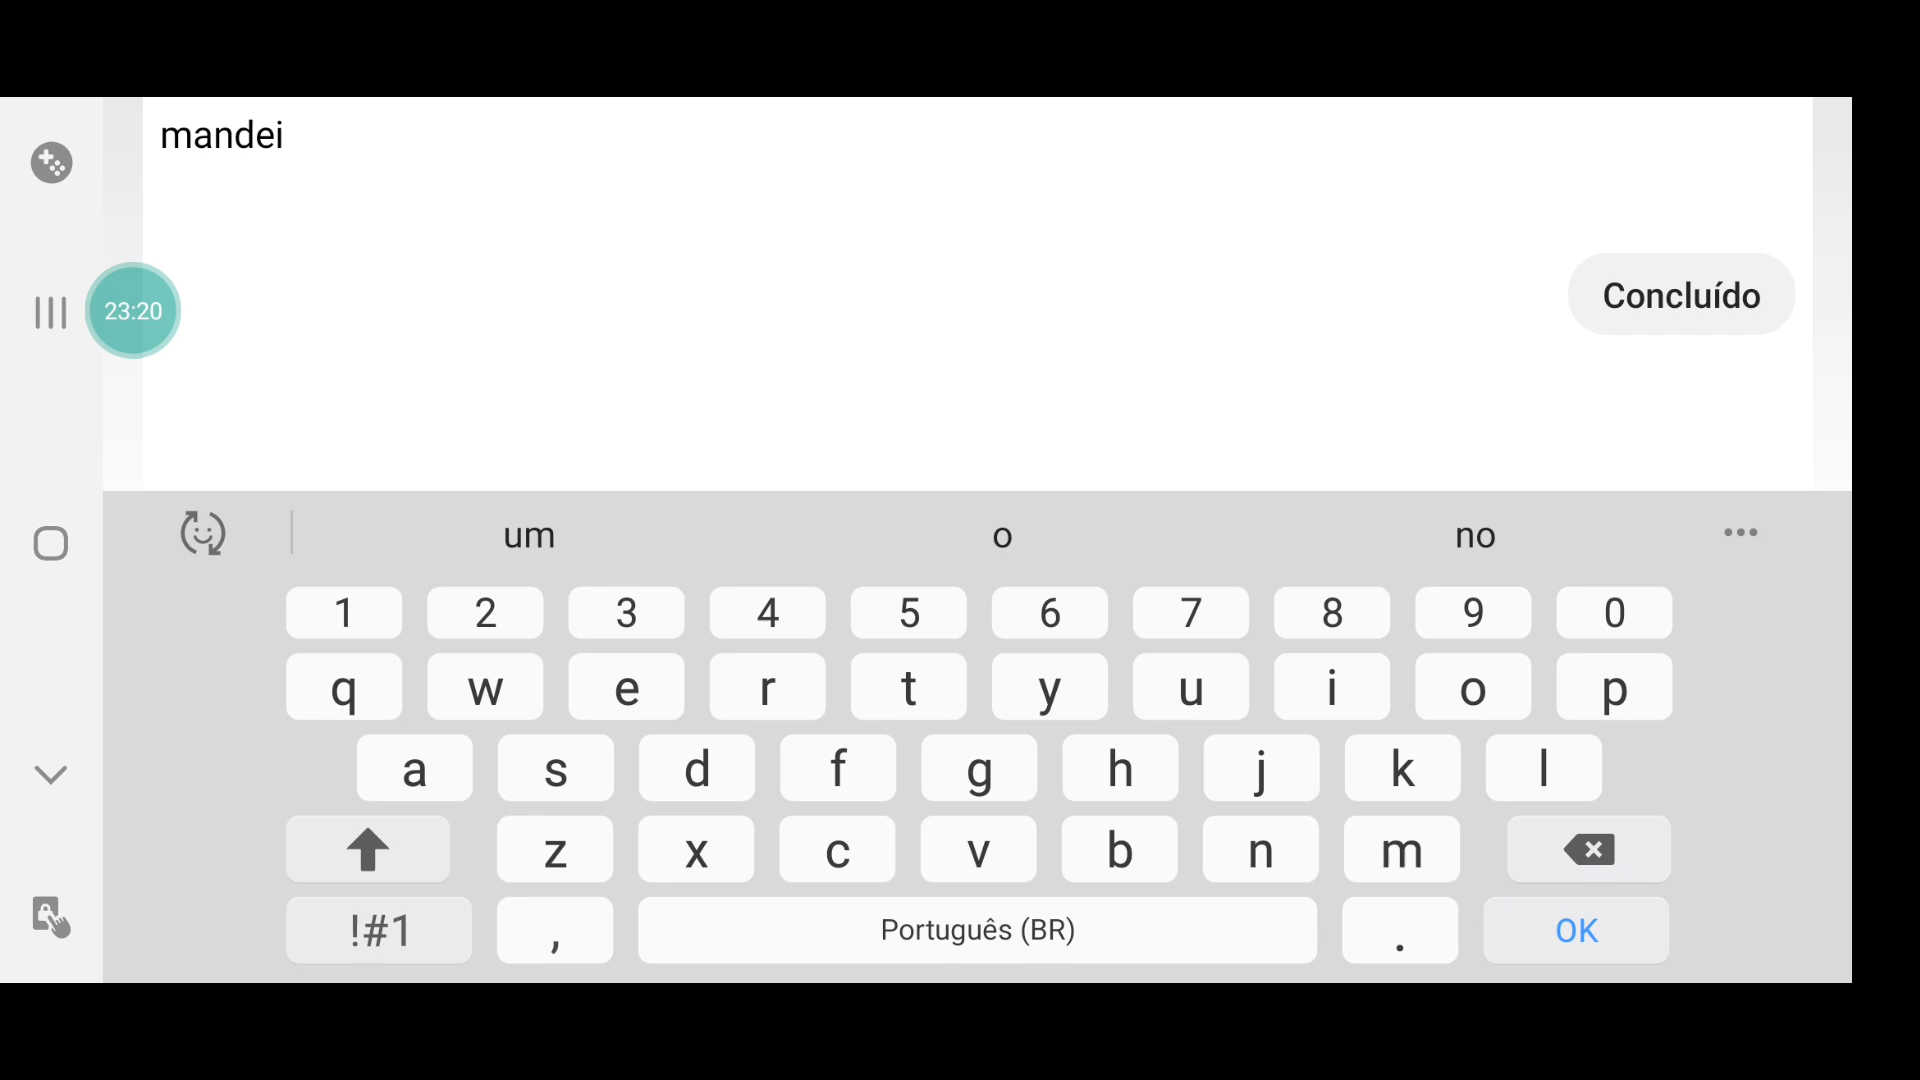 mandei
Concluído
23:20
um o no
1 2 3 4 5 6 7 8 9 0
q w e r t y u i o p
a s d f g h j k l
z x c v b n m
!#1 , Português (BR) . OK